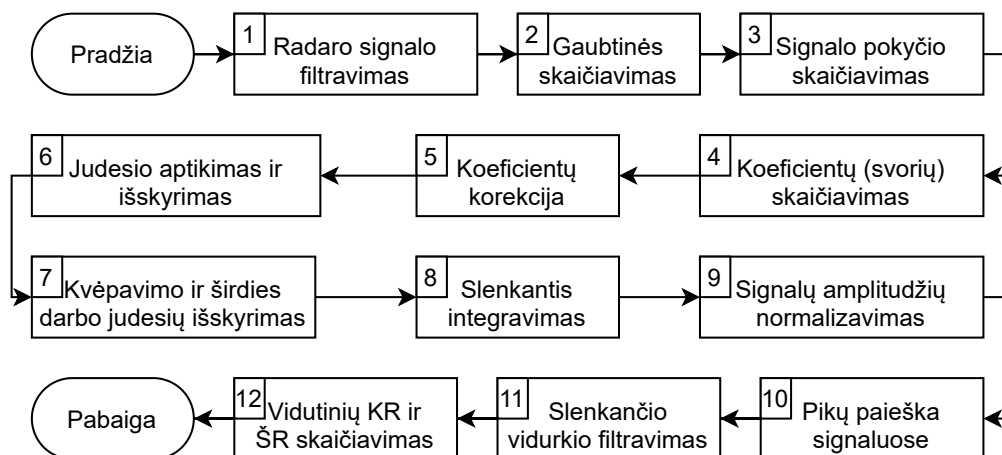 Pradžia
1
Radaro signalo
filtravimas
2
Gaubtinės
skaičiavimas
3
Signalo pokyčio
skaičiavimas
4
Koeficientų (svorių)
skaičiavimas
5
Koeficientų
korekcija
6
Judesio aptikimas ir
išskyrimas
7
Kvėpavimo ir širdies
darbo judesių išskyrimas
8
Slenkantis
integravimas
9
Signalų amplitudžių
normalizavimas
10
Pikų paieška
signaluose
11
Slenkančio
vidurkio filtravimas
12
Vidutinių KR ir
ŠR skaičiavimas
Pabaiga